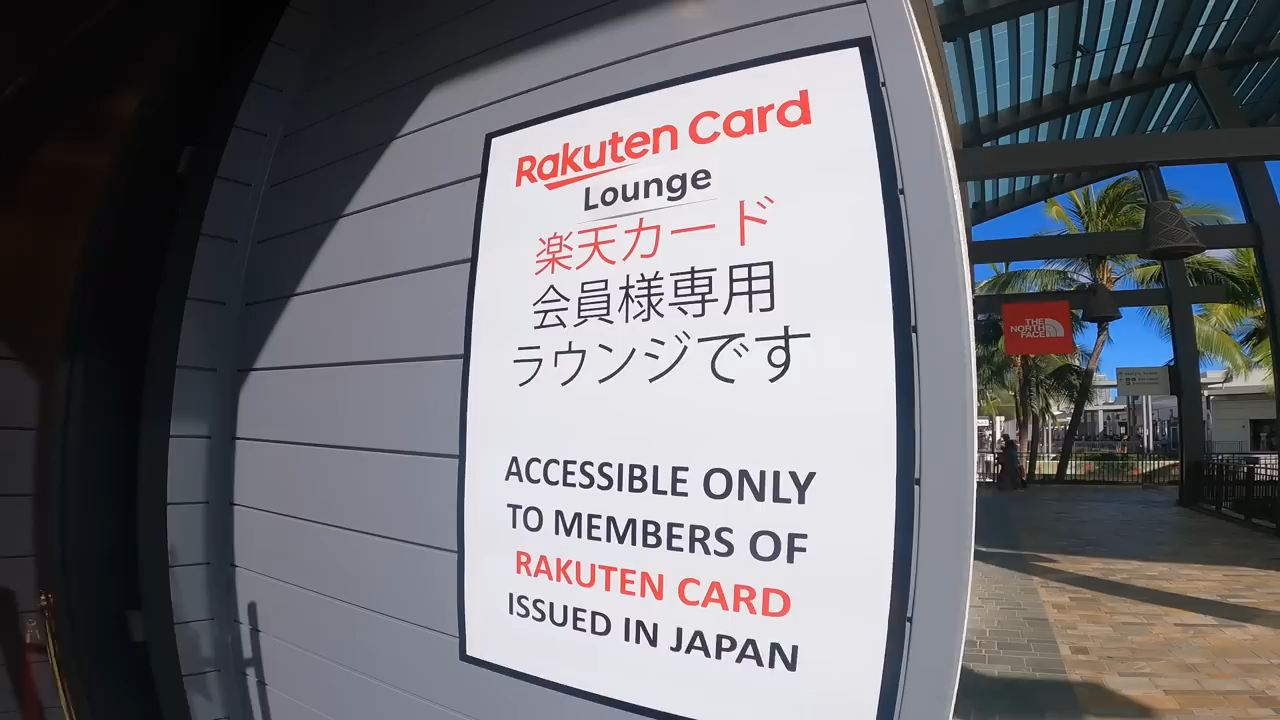 Rakuten Card
Lounge
楽天カード
会員様専用
ラウンジです
ACCESSIBLE ONLY
TO MEMBERS OF
RAKUTEN CARD
ISSUED IN JAPAN
THE
NORTH
FACE